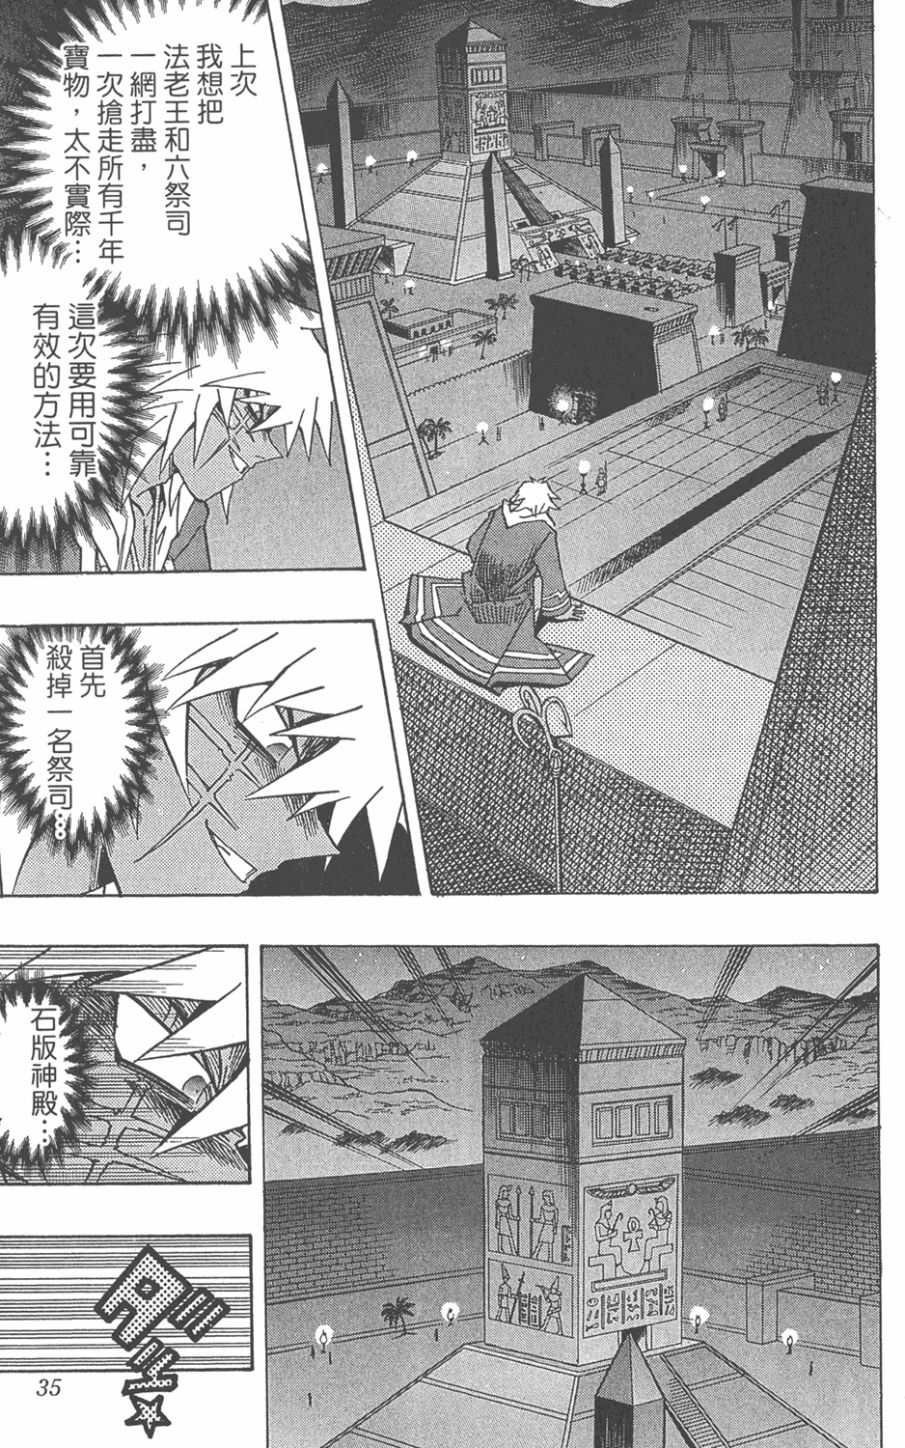 上次
我想把
法老王和六祭司
一網打盡，
一次搶走所有千年
寶物，太不實際…
這次要用可靠
有效的方法…
首先
殺掉一名祭司…
石版神殿…
35